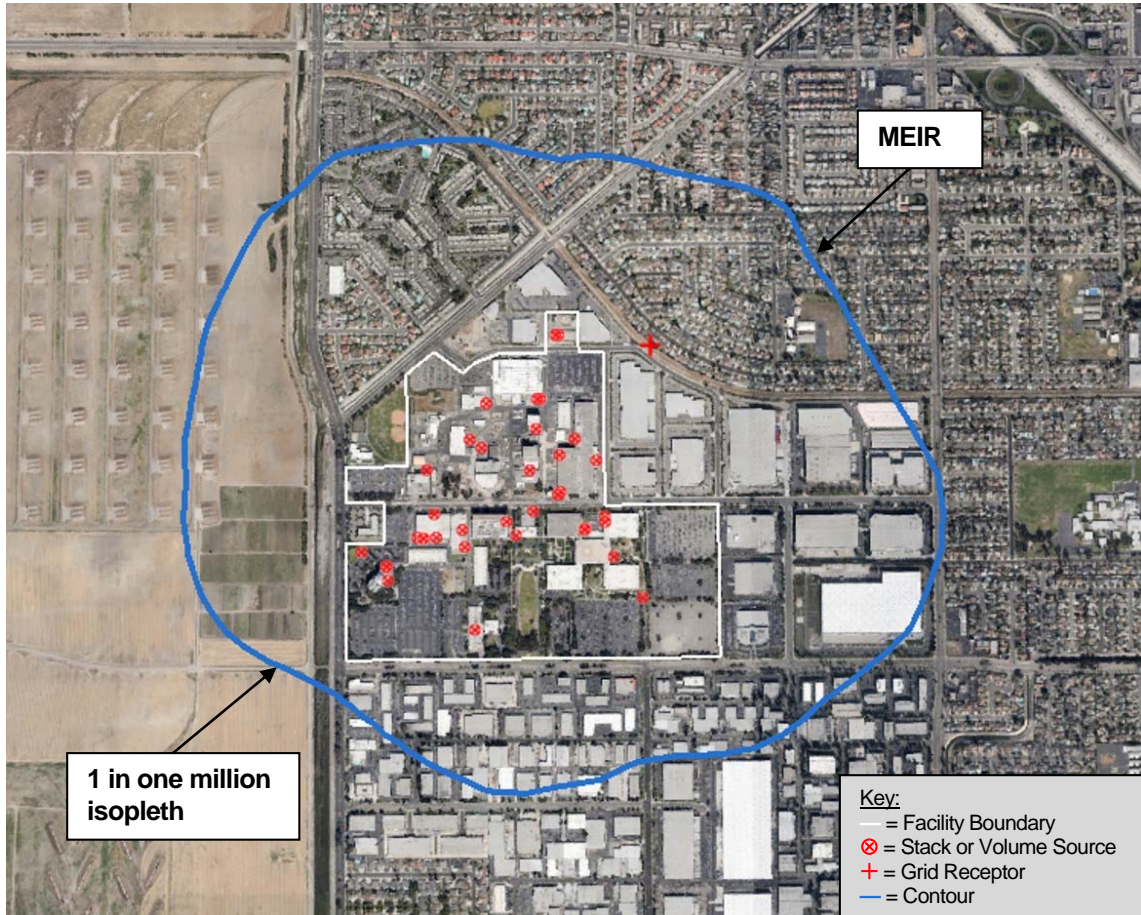 MEIR
1 in one million
isopleth
Key:
= Facility Boundary
= Stack or Volume Source
= Grid Receptor
= Contour